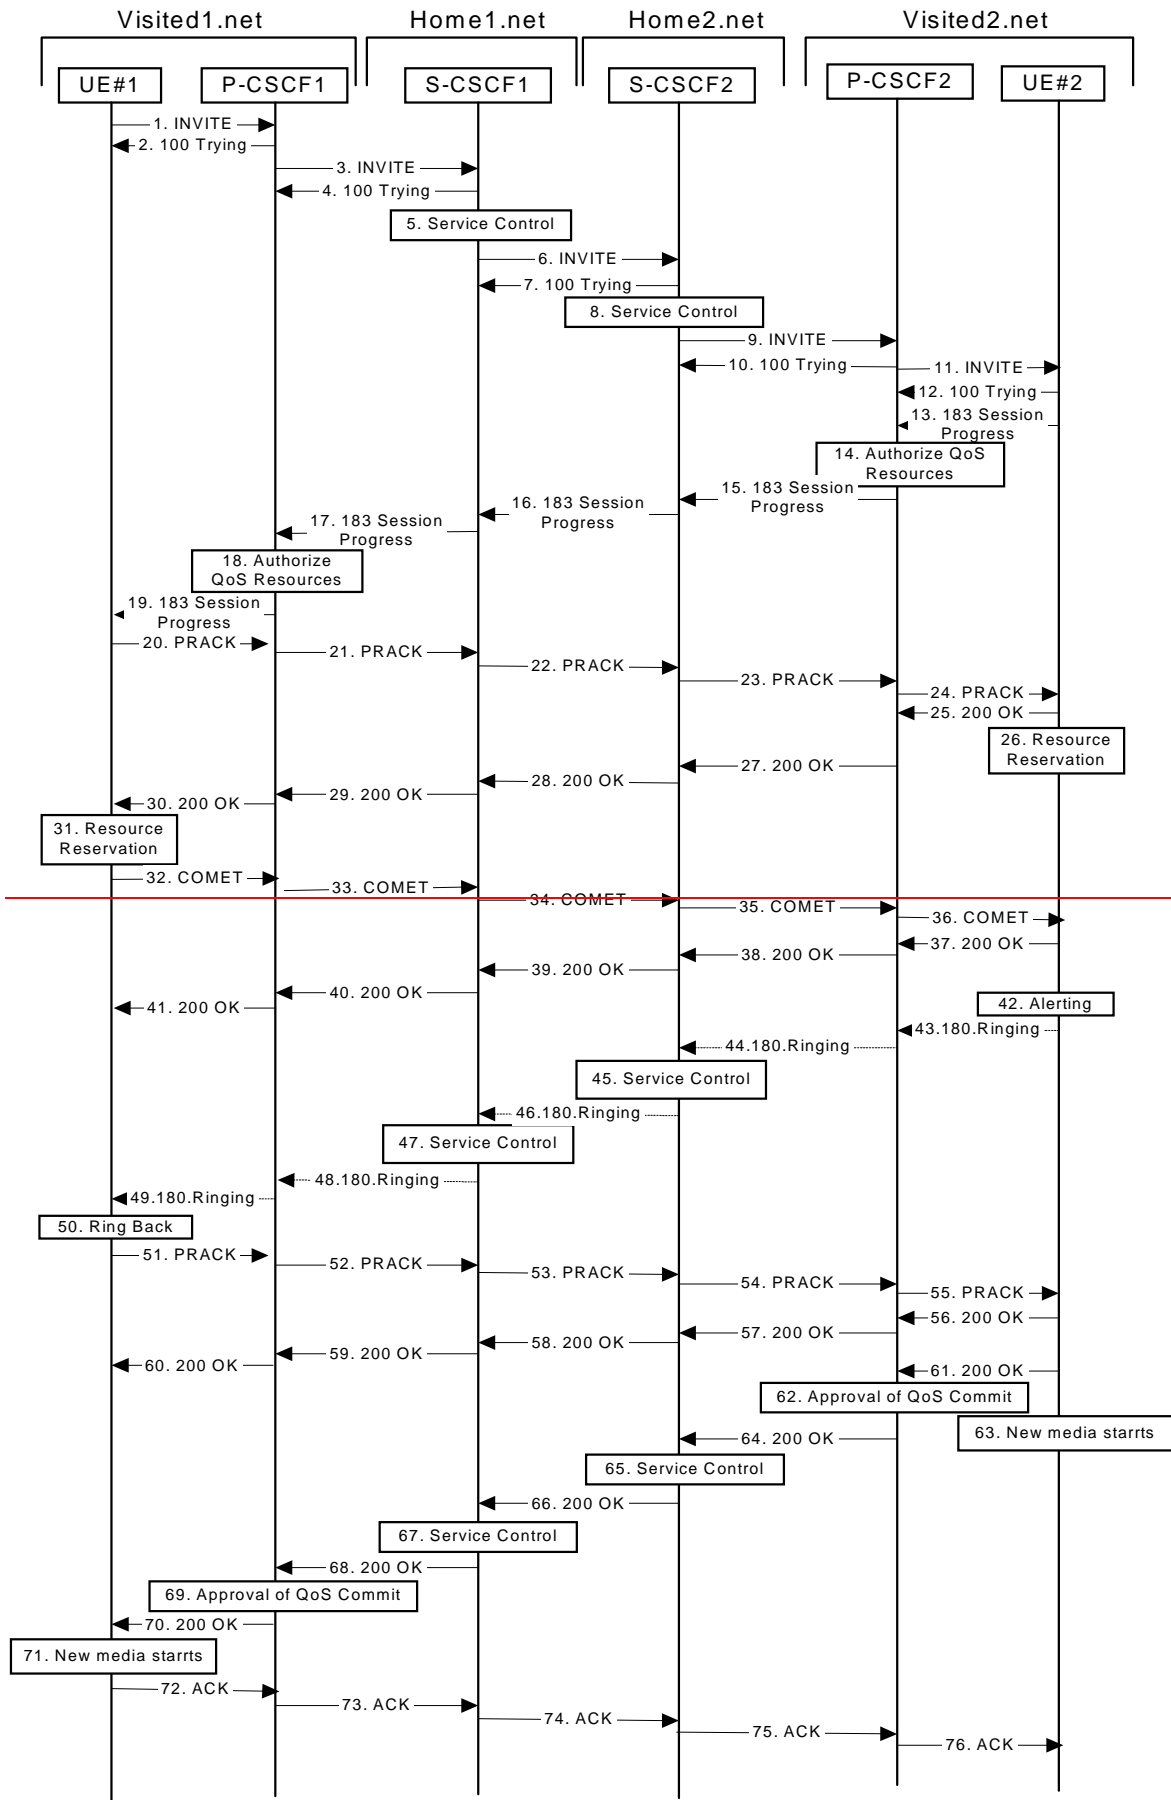 Visited1.net
Home1.net
Home2.net
Visited2.net
UE#1
P-CSCF1
S-CSCF1
S-CSCF2
P-CSCF2
UE#2
1. INVITE
2. 100 Trying
3. INVITE
4. 100 Trying
5. Service Control
6. INVITE
7. 100 Trying
8. Service Control
9. INVITE
10. 100 Trying
11. INVITE
12. 100 Trying
13. 183 Session
Progress
14. Authorize QoS
Resources
15. 183 Session
Progress
16. 183 Session
Progress
17. 183 Session
Progress
18. Authorize
QoS Resources
19. 183 Session
Progress
20. PRACK
21. PRACK
22. PRACK
23. PRACK
24. PRACK
25. 200 OK
26. Resource
Reservation
27. 200 OK
28. 200 OK
29. 200 OK
30. 200 OK
31. Resource
Reservation
32. COMET
33. COMET
34. COMET
35. COMET
36. COMET
37. 200 OK
38. 200 OK
39. 200 OK
40. 200 OK
41. 200 OK
42. Alerting
43.180.Ringing
44.180.Ringing
45. Service Control
46.180.Ringing
47. Service Control
48.180.Ringing
49.180.Ringing
50. Ring Back
51. PRACK
52. PRACK
53. PRACK
54. PRACK
55. PRACK
56. 200 OK
57. 200 OK
58. 200 OK
59. 200 OK
60. 200 OK
61. 200 OK
62. Approval of QoS Commit
63. New media starrts
64. 200 OK
65. Service Control
66. 200 OK
67. Service Control
68. 200 OK
69. Approval of QoS Commit
70. 200 OK
71. New media starrts
72. ACK
73. ACK
74. ACK
75. ACK
76. ACK